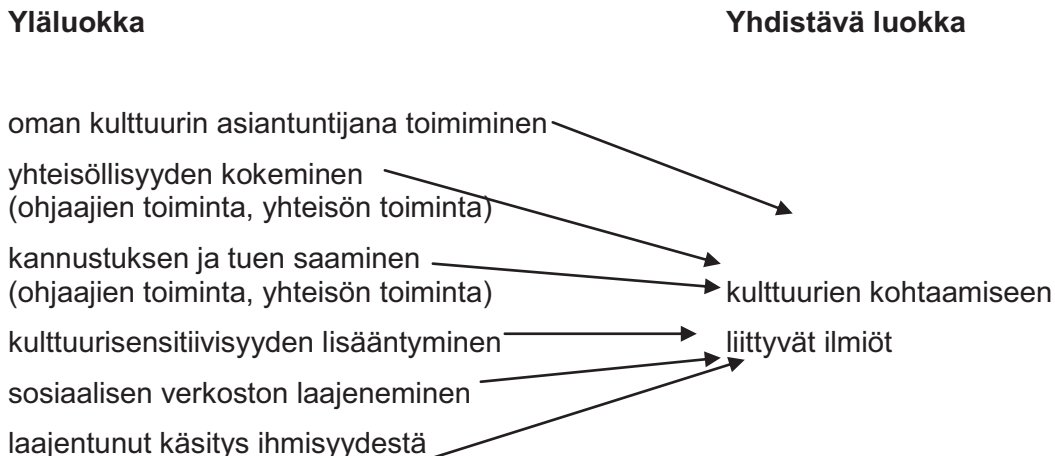 Yläluokka
Yhdistävä luokka
oman kulttuurin asiantuntijana toimiminen
yhteisöllisyyden kokeminen
(ohjaajien toiminta, yhteisön toiminta)
kannustuksen ja tuen saaminen
(ohjaajien toiminta, yhteisön toiminta)
kulttuurisensitiivisyyden lisääntyminen
sosiaalisen verkoston laajeneminen
laajentunut käsitys ihmisyydestä
kulttuurien kohtaamiseen
liittyvät ilmiöt